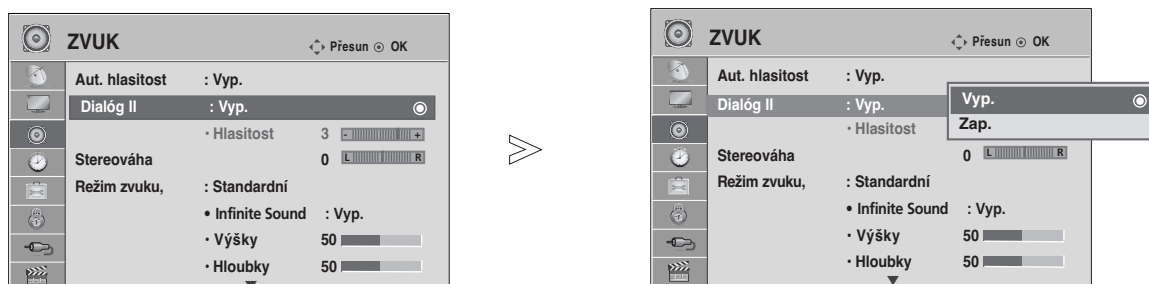 ZVUK
Přesun OK
Aut. hlasitost : Vyp.
Dialóg II : Vyp.
• Hlasitost 3 - +
Stereováha 0 L R
Režim zvuku, : Standardní
• Infinite Sound : Vyp.
• Výšky 50
• Hloubky 50
ZVUK
Přesun OK
Aut. hlasitost : Vyp.
Dialóg II : Vyp.
Vyp.
Zap.
• Hlasitost
Stereováha 0 L R
Režim zvuku, : Standardní
• Infinite Sound : Vyp.
• Výšky 50
• Hloubky 50